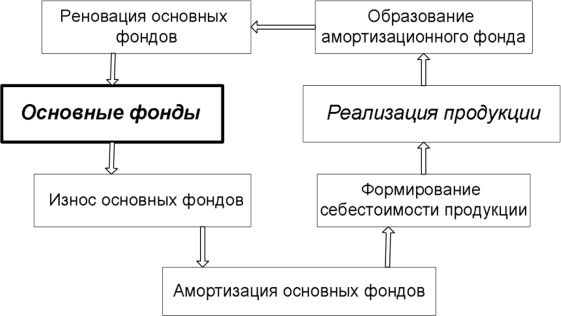 Реновация основных
фондов
Образование
амортизационного фонда
Основные фонды
Реализация продукции
Износ основных фондов
Формирование
себестоимости продукции
Амортизация основных фондов